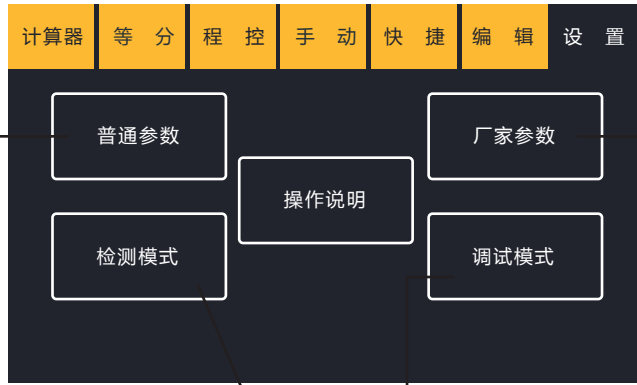 计算器 等 分 程 控 手 动 快 捷 编 辑 设 置
普通参数 厂家参数
操作说明
检测模式 调试模式